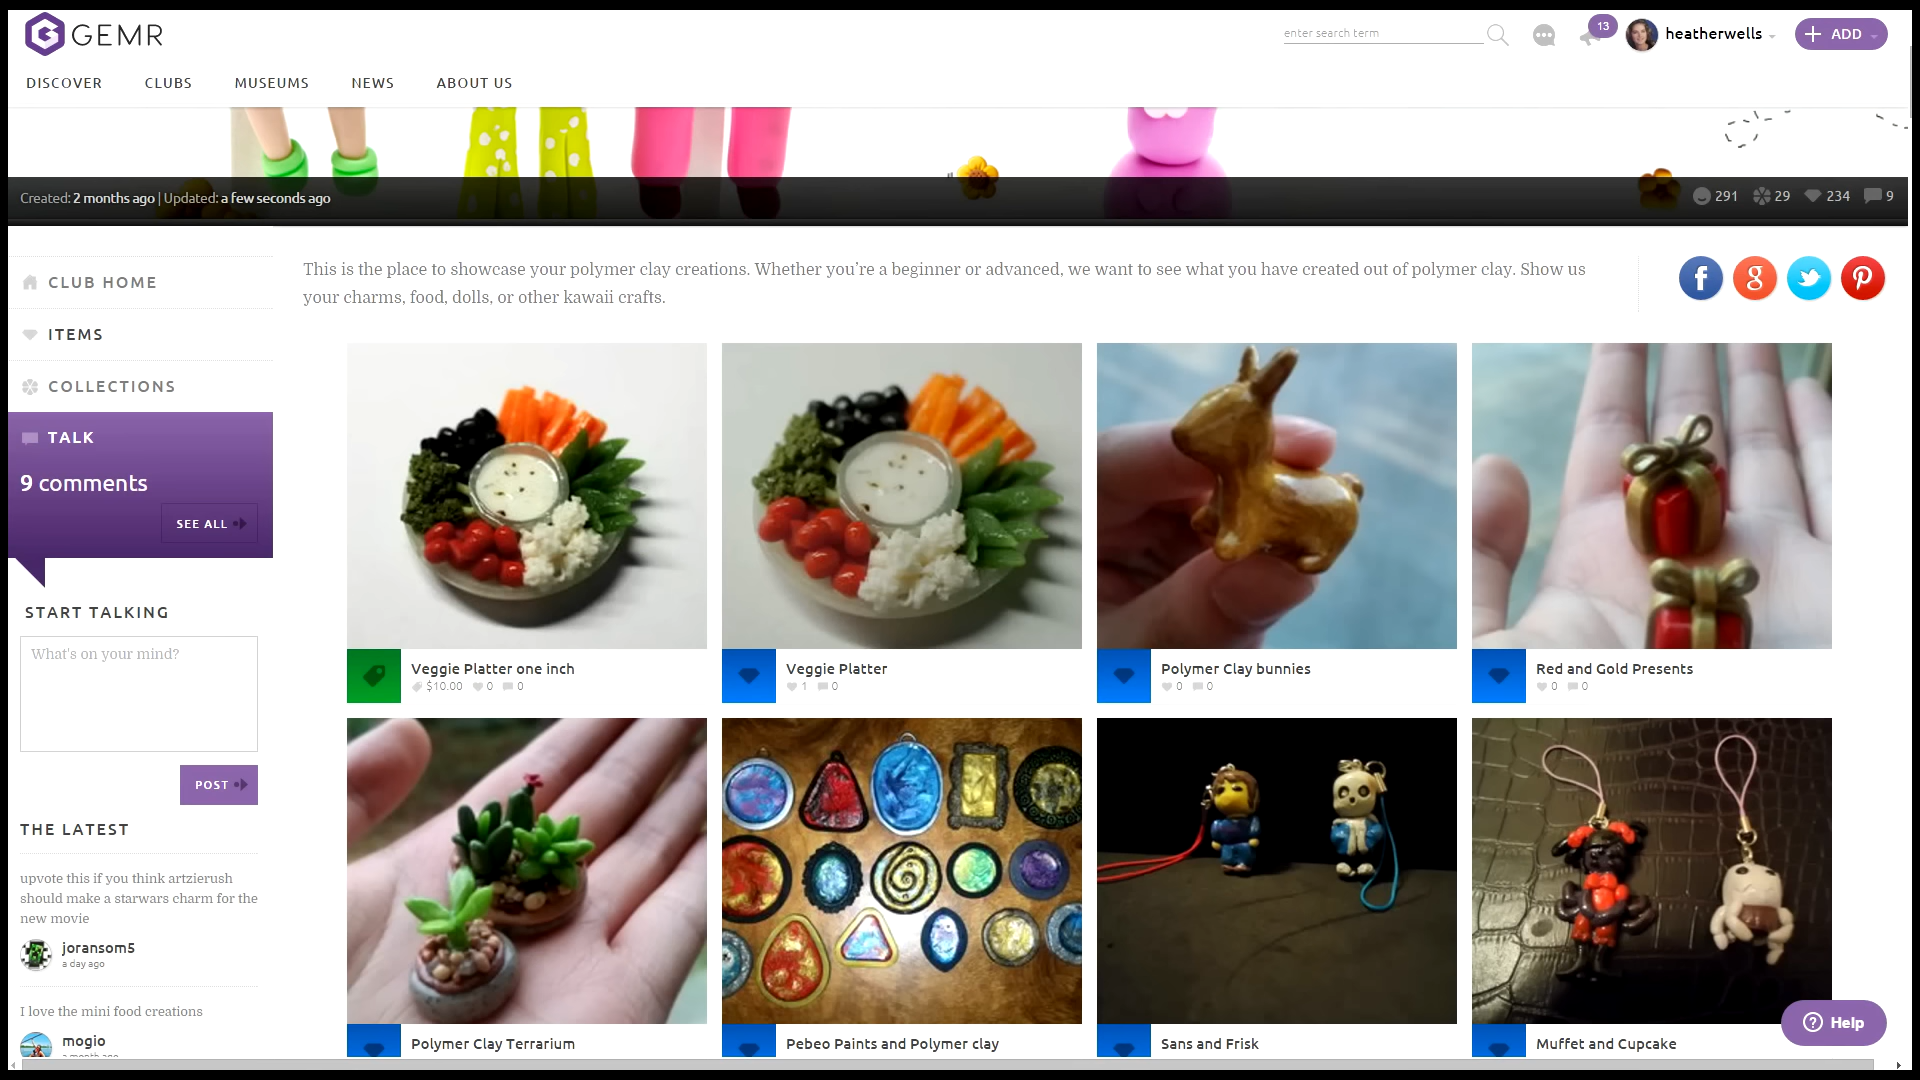 GEMR
enter search term
13
heatherwells
ADD
DISCOVER
CLUBS
MUSEUMS
NEWS
ABOUT US
Created: 2 months ago | Updated: a few seconds ago
291
29
234
9
CLUB HOME
ITEMS
COLLECTIONS
TALK
9 comments
SEE ALL
START TALKING
What's on your mind?
POST
THE LATEST
upvote this if you think artzierush
should make a starwars charm for the
new movie
joransom5
a day ago
I love the mini food creations
mogio
a month ago
This is the place to showcase your polymer clay creations. Whether you're a beginner or advanced, we want to see what you have created out of polymer clay. Show us
your charms, food, dolls, or other kawaii crafts.
f
g
Veggie Platter one inch
$10.00 0 0
Veggie Platter
1 0
Polymer Clay bunnies
0 0
Red and Gold Presents
0 0
Polymer Clay Terrarium
Pebeo Paints and Polymer clay
Sans and Frisk
Muffet and Cupcake
? Help